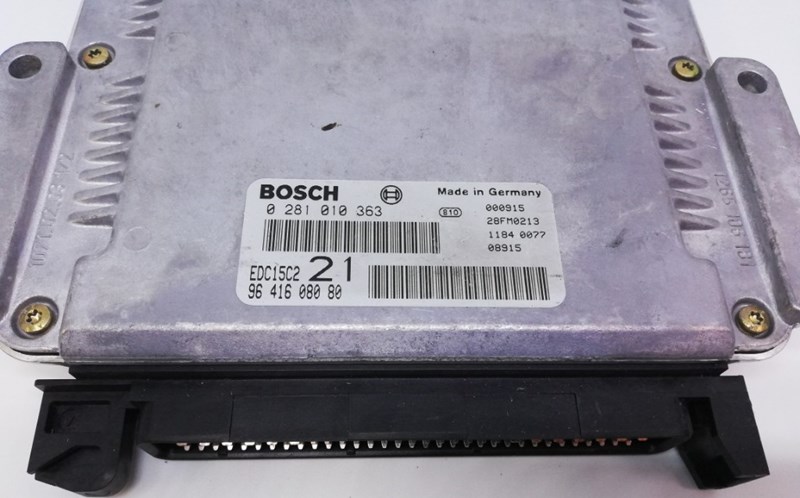 BOSCH
Made in Germany
0 281 010 363
E10
000915
28FM0213
1184 0077
08915
EDC15C2 21
96 416 080 80